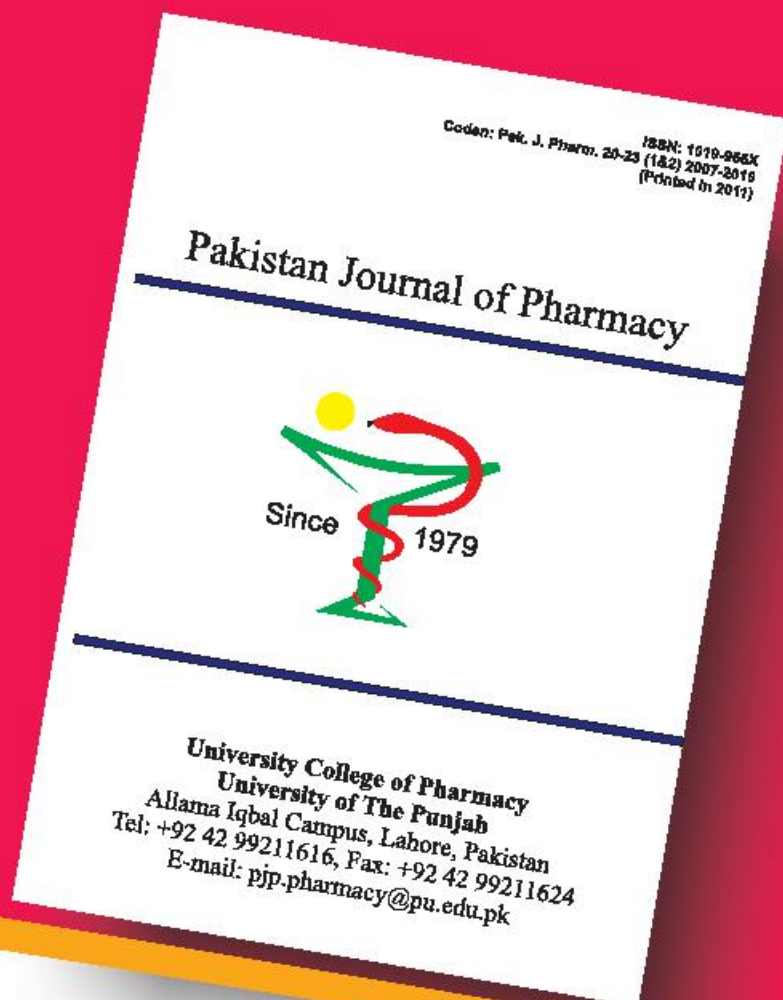 ISSN: 1019-956X
Coden: Pak. J. Pharm. 20-23 (1&2) 2007-2010
(Printed in 2011)
Pakistan Journal of Pharmacy
Since 1979
University College of Pharmacy
University of The Punjab
Allama Iqbal Campus, Lahore, Pakistan
Tel: +92 42 99211616, Fax: +92 42 99211624
E-mail: pjp.pharmacy@pu.edu.pk